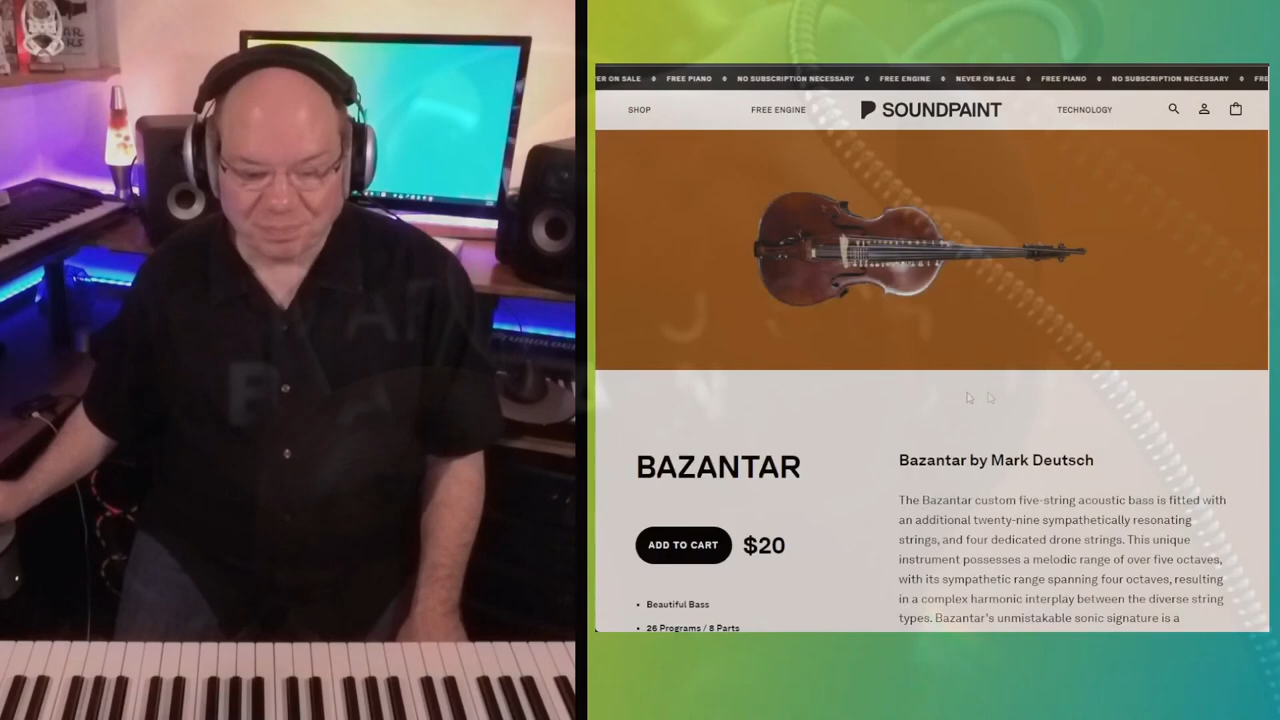 ER ON SALE ◊ FREE PIANO ◊ NO SUBSCRIPTION NECESSARY ◊ FREE ENGINE ◊ NEVER ON SALE ◊ FREE PIANO ◊ NO SUBSCRIPTION NECESSARY ◊ FRE
SHOP
FREE ENGINE
SOUNDPAINT
TECHNOLOGY
BAZANTAR
ADD TO CART
$20
• Beautiful Bass
• 26 Programs / 8 Parts
Bazantar by Mark Deutsch
The Bazantar custom five-string acoustic bass is fitted with
an additional twenty-nine sympathetically resonating
strings, and four dedicated drone strings. This unique
instrument possesses a melodic range of over five octaves,
with its sympathetic range spanning four octaves, resulting
in a complex harmonic interplay between the diverse string
types. Bazantar's unmistakable sonic signature is a